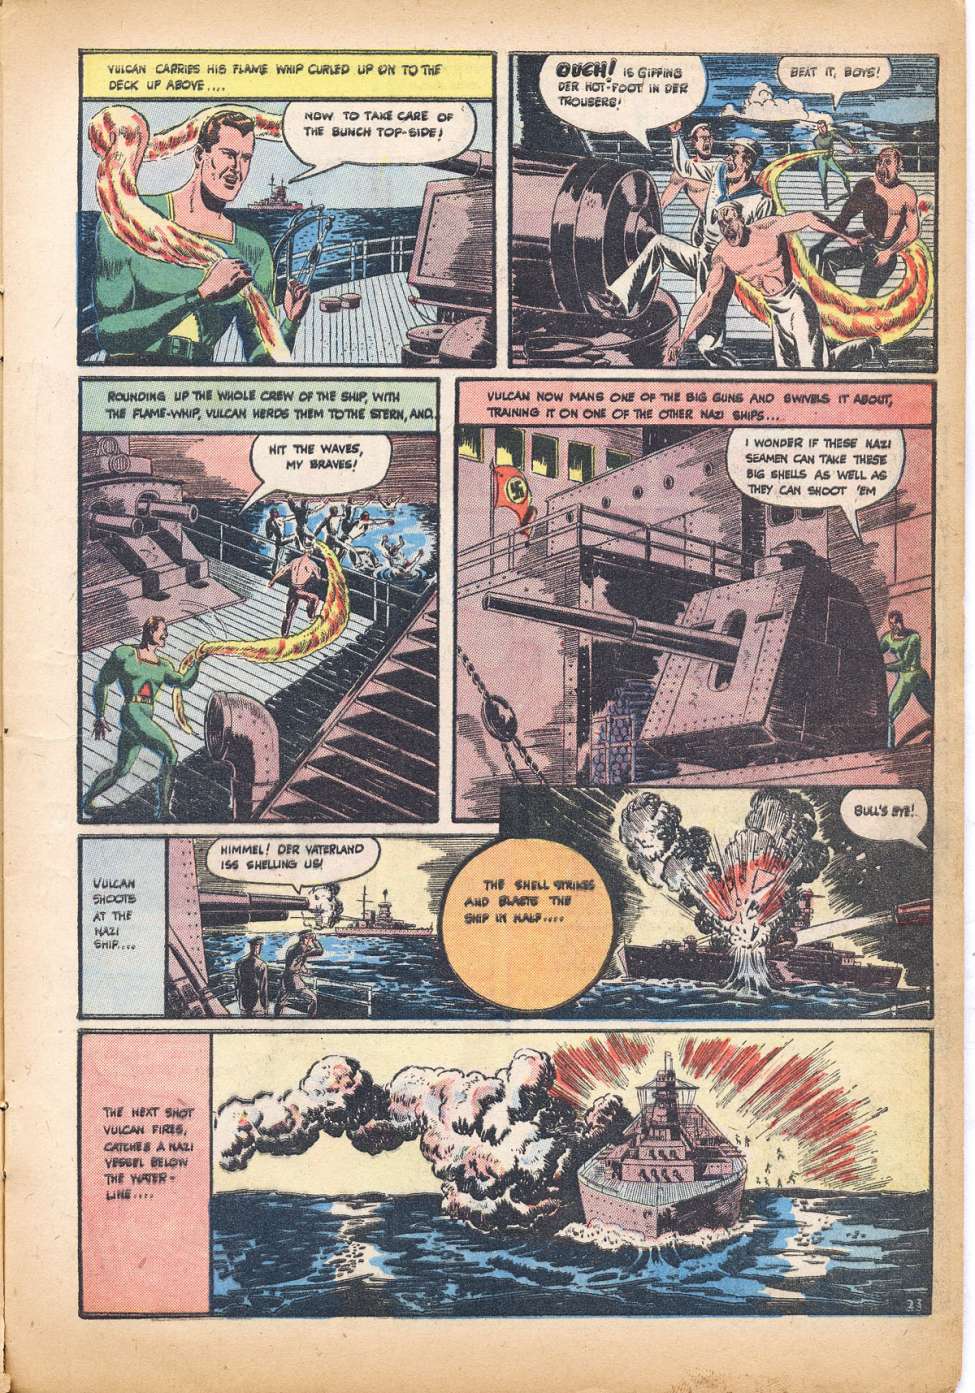 VULCAN CARRIES HIS FLAME WHIP CURLED UP ON TO THE
DECK UP ABOVE....
NOW TO TAKE CARE OF
THE BUNCH TOP-SIDE!
OUCH! IS GIFFING
DER HOT-FOOT IN DER
TROUSERS!
BEAT IT, BOYS!
ROUNDING UP THE WHOLE CREW OF THE SHIP, WITH
THE FLAME-WHIP, VULCAN HERDS THEM TO THE STERN, AND...
HIT THE WAVES,
MY BRAVES!
VULCAN NOW MANS ONE OF THE BIG GUNS AND SWIVELS IT ABOUT,
TRAINING IT ON ONE OF THE OTHER NAZI SHIPS....
I WONDER IF THESE NAZI
SEAMEN CAN TAKE THESE
BIG SHELLS AS WELL AS
THEY CAN SHOOT 'EM
VULCAN
SHOOTS
AT THE
NAZI
SHIP....
HIMMEL! DER VATERLAND
ISS SHELLING US!
THE SHELL STRIKES
AND BLASTS THE
SHIP IN HALF....
BULL'S EYE!
THE NEXT SHOT
VULCAN FIRES,
CATCHES A NAZI
VESSEL BELOW
THE WATER-
LINE....
23